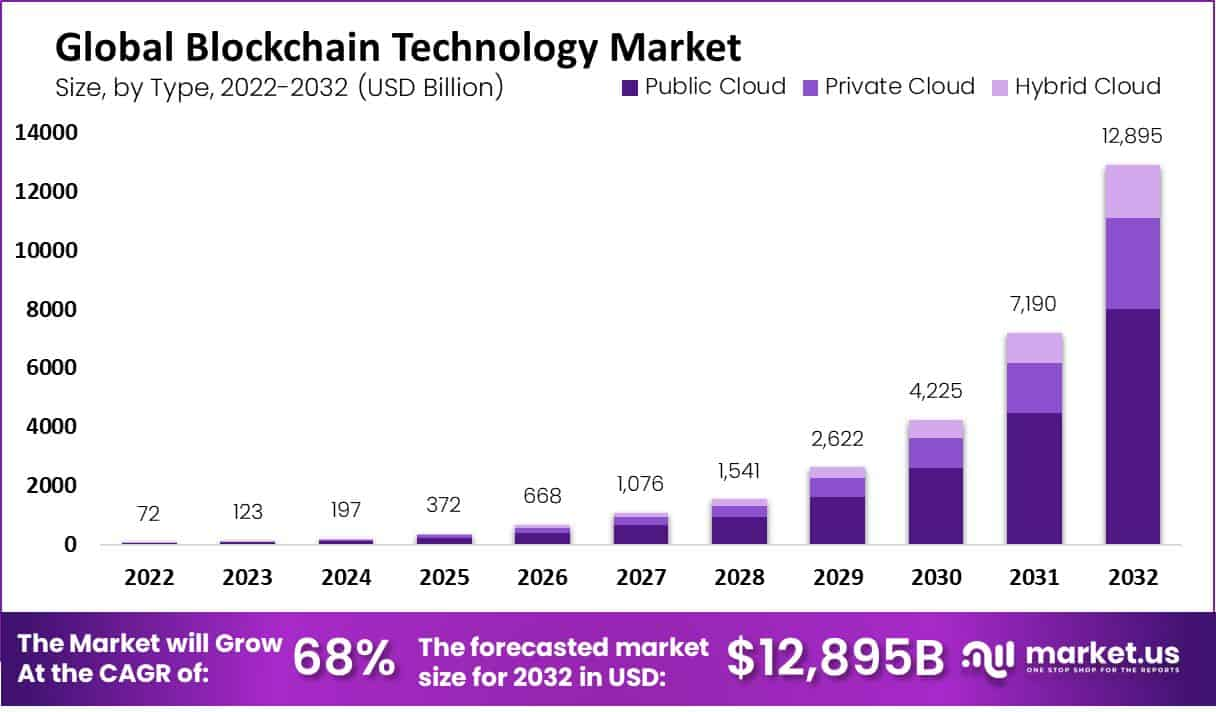 Global Blockchain Technology Market
Size, by Type, 2022-2032 (USD Billion)
Public Cloud Private Cloud Hybrid Cloud
14000
12000
10000
8000
6000
4000
2000
0
72
123
197
372
668
1,076
1,541
2,622
4,225
7,190
12,895
2022 2023 2024 2025 2026 2027 2028 2029 2030 2031 2032
The Market will Grow
At the CAGR of:
68%
The forecasted market
size for 2032 in USD:
$12,895B
market.us
ONE STOP SHOP FOR THE REPORTS